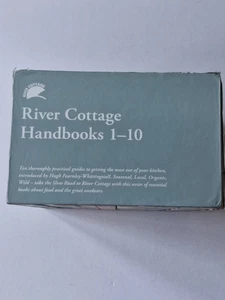 River Cottage
Handbooks 1–10
Ten thoroughly practical guides to getting the most out of your kitchen,
introduced by Hugh Fearnley-Whittingstall. Seasonal, Local, Organic,
Wild – take the short Road to River Cottage with this series of essential
books about food and the great outdoors.